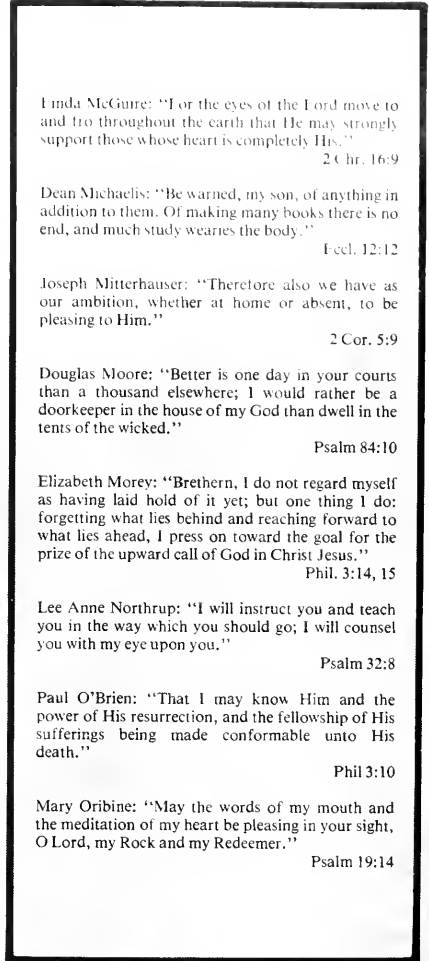 Linda McGuire: “For the eyes of the Lord move to
and fro throughout the earth that He may strongly
support those whose heart is completely His.”
2 Chr. 16:9
Dean Michaelis: “Be warned, my son, of anything in
addition to them. Of making many books there is no
end, and much study wearies the body.”
Eccl. 12:12
Joseph Mitterhauser: “Therefore also we have as
our ambition, whether at home or absent, to be
pleasing to Him.”
2 Cor. 5:9
Douglas Moore: “Better is one day in your courts
than a thousand elsewhere; I would rather be a
doorkeeper in the house of my God than dwell in the
tents of the wicked.”
Psalm 84:10
Elizabeth Morey: “Brethern, I do not regard myself
as having laid hold of it yet; but one thing I do:
forgetting what lies behind and reaching forward to
what lies ahead, I press on toward the goal for the
prize of the upward call of God in Christ Jesus.”
Phil. 3:14, 15
Lee Anne Northrup: “I will instruct you and teach
you in the way which you should go; I will counsel
you with my eye upon you.”
Psalm 32:8
Paul O’Brien: “That I may know Him and the
power of His resurrection, and the fellowship of His
sufferings being made conformable unto His
death.”
Phil 3:10
Mary Oribine: “May the words of my mouth and
the meditation of my heart be pleasing in your sight,
O Lord, my Rock and my Redeemer.”
Psalm 19:14